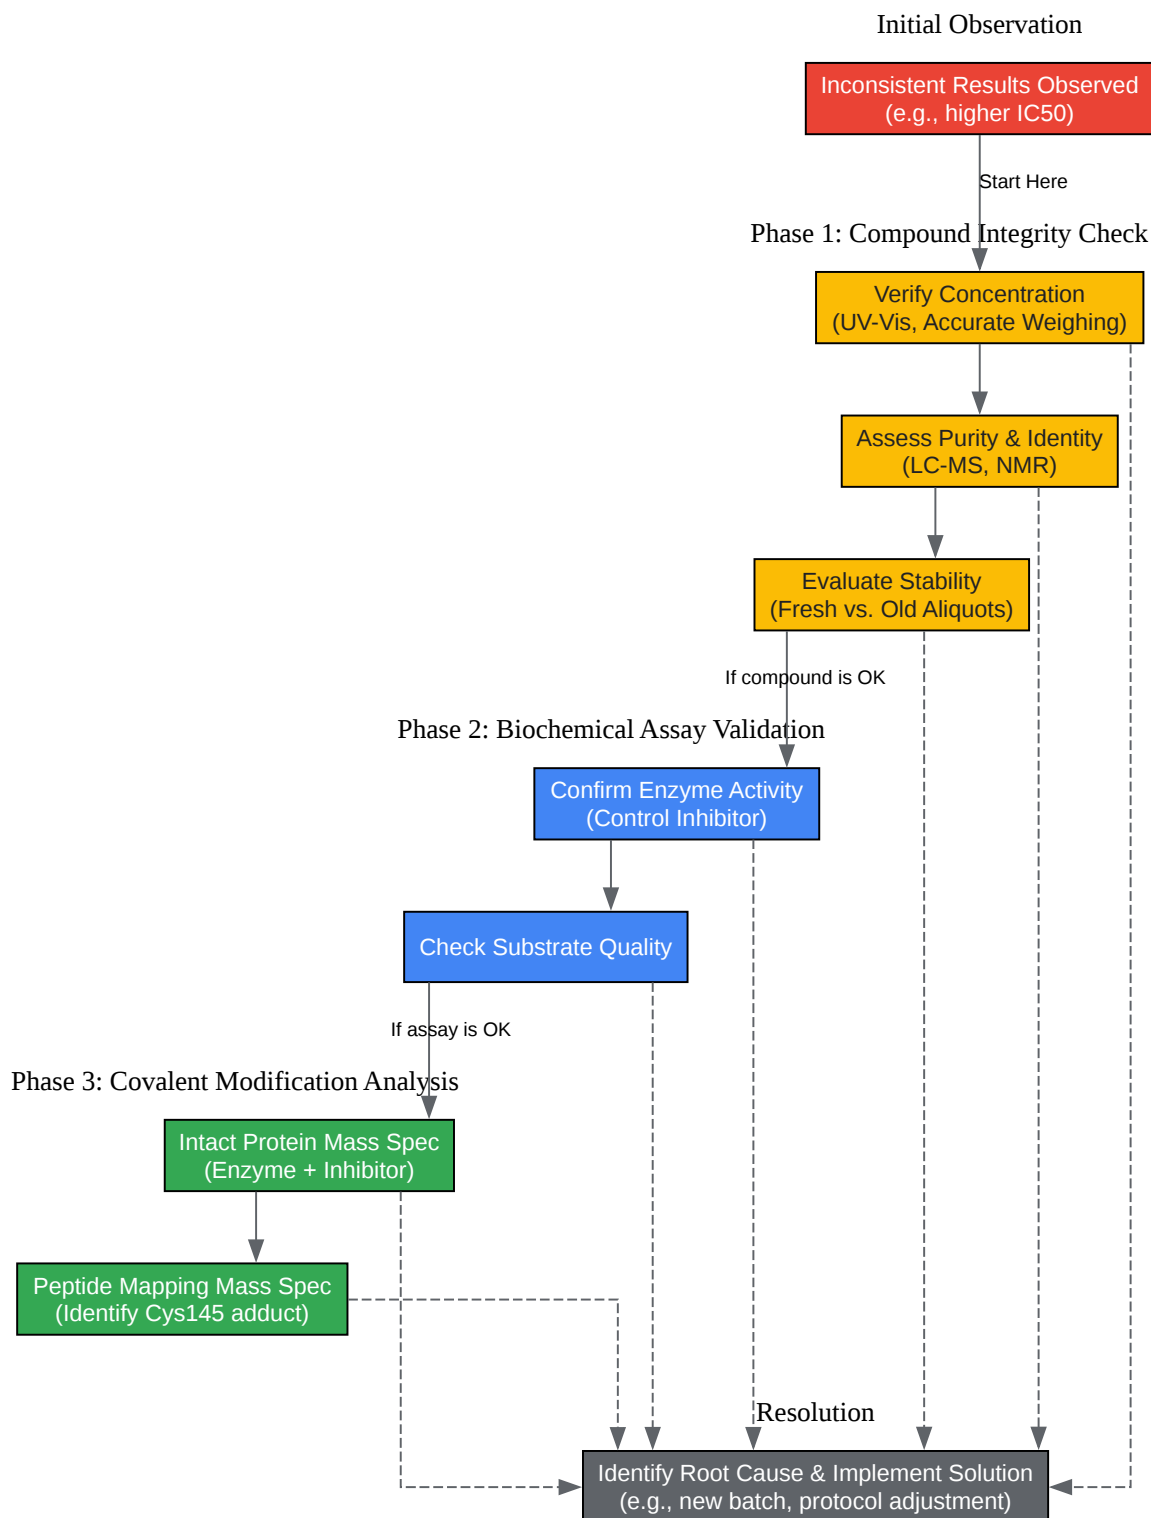 Initial Observation
Inconsistent Results Observed
(e.g., higher IC50)
Start Here
Phase 1: Compound Integrity Check
Verify Concentration
(UV-Vis, Accurate Weighing)
Assess Purity & Identity
(LC-MS, NMR)
Evaluate Stability
(Fresh vs. Old Aliquots)
If compound is OK
Phase 2: Biochemical Assay Validation
Confirm Enzyme Activity
(Control Inhibitor)
Check Substrate Quality
If assay is OK
Phase 3: Covalent Modification Analysis
Intact Protein Mass Spec
(Enzyme + Inhibitor)
Peptide Mapping Mass Spec
(Identify Cys145 adduct)
Resolution
Identify Root Cause & Implement Solution
(e.g., new batch, protocol adjustment)